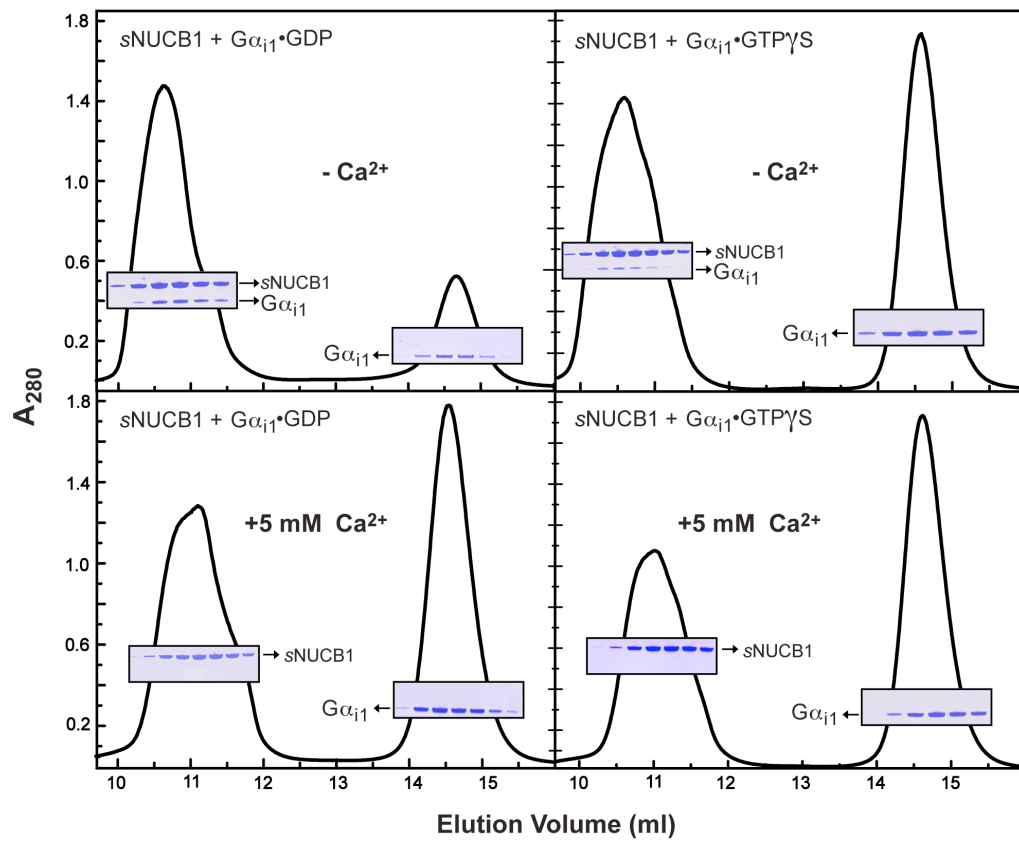 sNUCB1 + Gαi1•GDP
- Ca2+
sNUCB1
Gαi1
Gαi1
sNUCB1 + Gαi1•GTPγS
- Ca2+
sNUCB1
Gαi1
Gαi1
1.8
1.4
1.0
0.6
0.2
A280
sNUCB1 + Gαi1•GDP
+5 mM Ca2+
sNUCB1
Gαi1
sNUCB1 + Gαi1•GTPγS
+5 mM Ca2+
sNUCB1
Gαi1
1.8
1.4
1.0
0.6
0.2
10 11 12 13 14 15
10 11 12 13 14 15
Elution Volume (ml)